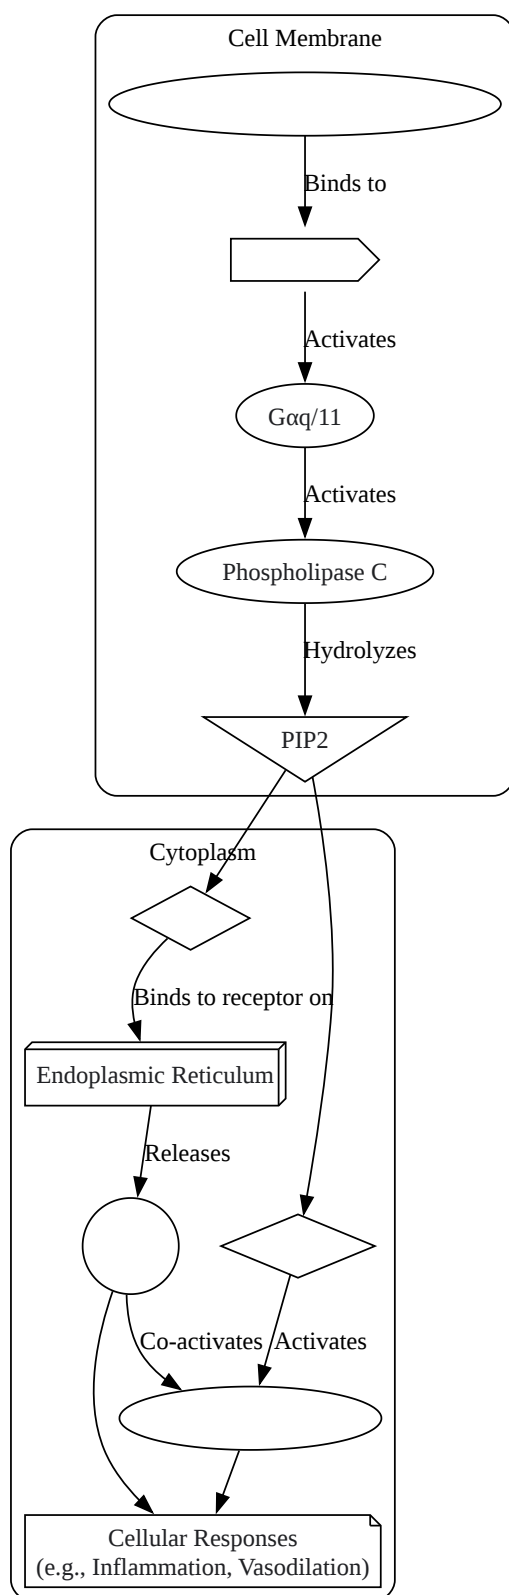 Cell Membrane
Binds to
Activates
Gαq/11
Activates
Phospholipase C
Hydrolyzes
PIP2
Cytoplasm
Binds to receptor on
Endoplasmic Reticulum
Releases
Co-activates
Activates
Cellular Responses
(e.g., Inflammation, Vasodilation)